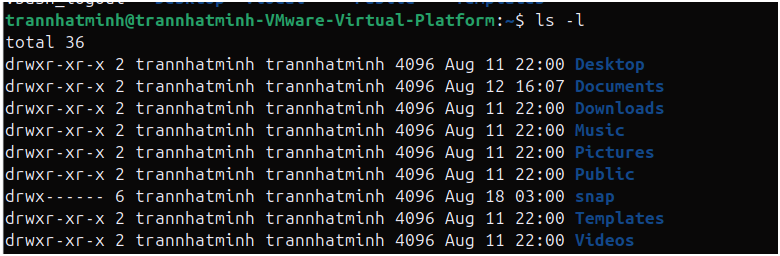 trannhatminh@trannhatminh-VMware-Virtual-Platform:~$ ls -l
total 36
drwxr-xr-x 2 trannhatminh trannhatminh 4096 Aug 11 22:00 Desktop
drwxr-xr-x 2 trannhatminh trannhatminh 4096 Aug 12 16:07 Documents
drwxr-xr-x 2 trannhatminh trannhatminh 4096 Aug 11 22:00 Downloads
drwxr-xr-x 2 trannhatminh trannhatminh 4096 Aug 11 22:00 Music
drwxr-xr-x 2 trannhatminh trannhatminh 4096 Aug 11 22:00 Pictures
drwxr-xr-x 2 trannhatminh trannhatminh 4096 Aug 11 22:00 Public
drwx------ 6 trannhatminh trannhatminh 4096 Aug 18 03:00 snap
drwxr-xr-x 2 trannhatminh trannhatminh 4096 Aug 11 22:00 Templates
drwxr-xr-x 2 trannhatminh trannhatminh 4096 Aug 11 22:00 Videos